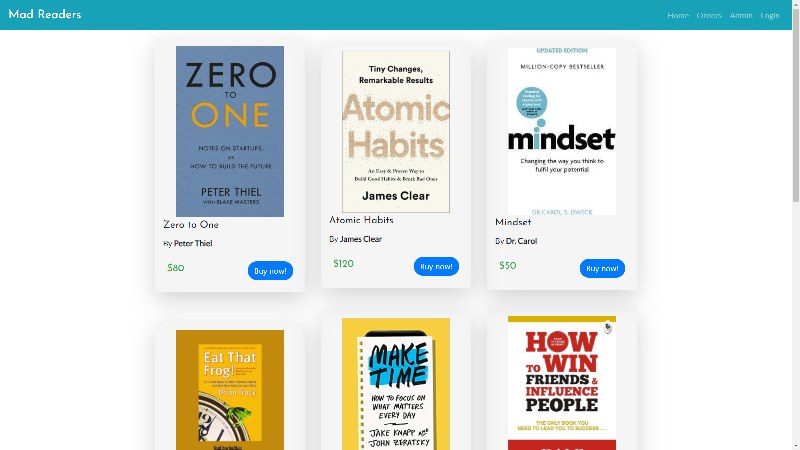 Mad Readers
Home Orders Admin Login
ZERO
TO
ONE
NOTES ON STARTUPS,
OR
HOW TO BUILD THE FUTURE
PETER THIEL
WITH BLAKE MASTERS
Zero to One
By Peter Thiel
$80
Buy now!
Tiny Changes,
Remarkable Results
Atomic
Habits
An Easy & Proven Way to
Build Good Habits & Break Bad Ones
James Clear
Atomic Habits
By James Clear
$120
Buy now!
UPDATED EDITION
MILLION-COPY BESTSELLER
mindset
Changing the way you think to
fulfil your potential
DR CAROL S. DWECK
Mindset
By Dr. Carol
$50
Buy now!
Eat That
Frog!
Brian Tracy
MAKE
TIME
HOW TO FOCUS ON
WHAT MATTERS
EVERY DAY
JAKE KNAPP AND
JOHN ZERATSKY
HOW
TO WIN
FRIENDS &
INFLUENCE
PEOPLE
THE ONLY BOOK YOU
NEED TO LEAD YOU TO SUCCESS . . .